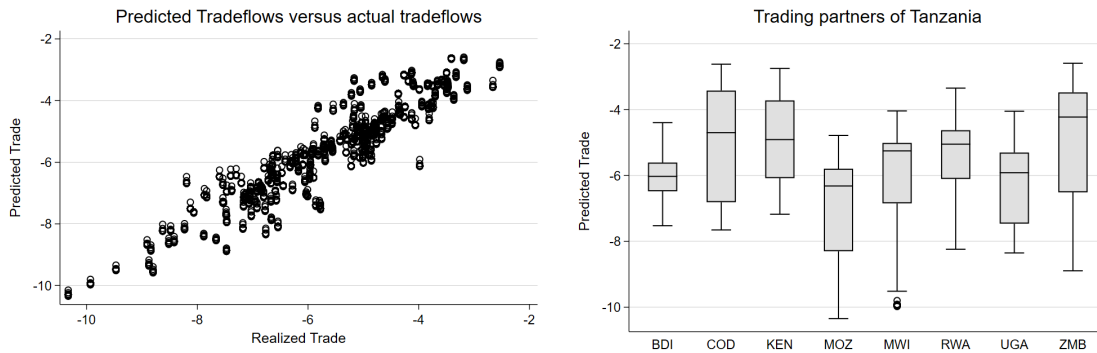 Predicted Tradeflows versus actual tradeflows
Predicted Trade
-2
-4
-6
-8
-10
-10 -8 -6 -4 -2
Realized Trade
Trading partners of Tanzania
Predicted Trade
-2
-4
-6
-8
-10
BDI COD KEN MOZ MWI RWA UGA ZMB